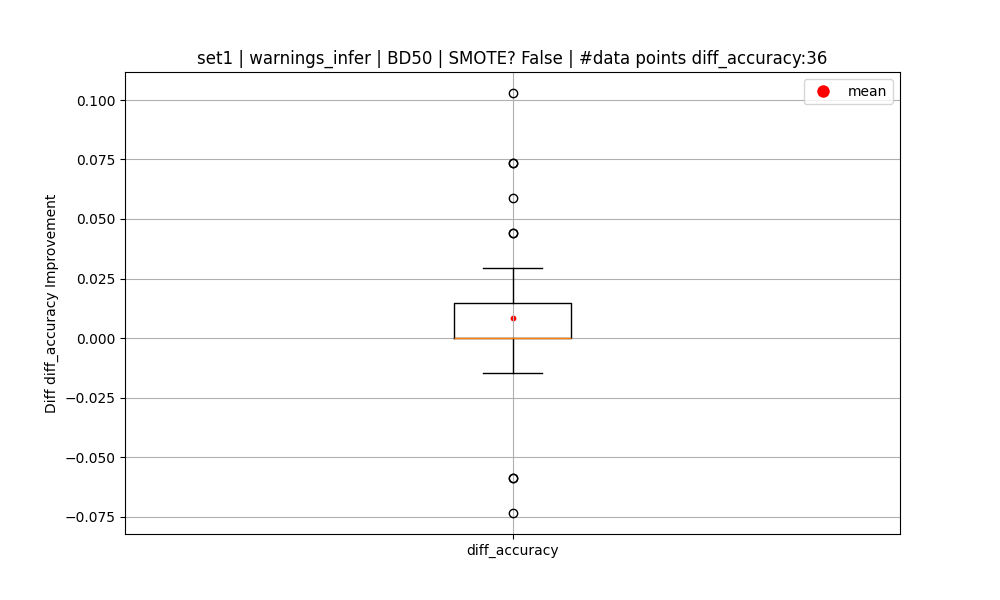 set1 | warnings_infer | BD50 | SMOTE? False | #data points diff_accuracy:36
mean
0.100
0.075
0.050
0.025
0.000
−0.025
−0.050
−0.075
Diff diff_accuracy Improvement
diff_accuracy